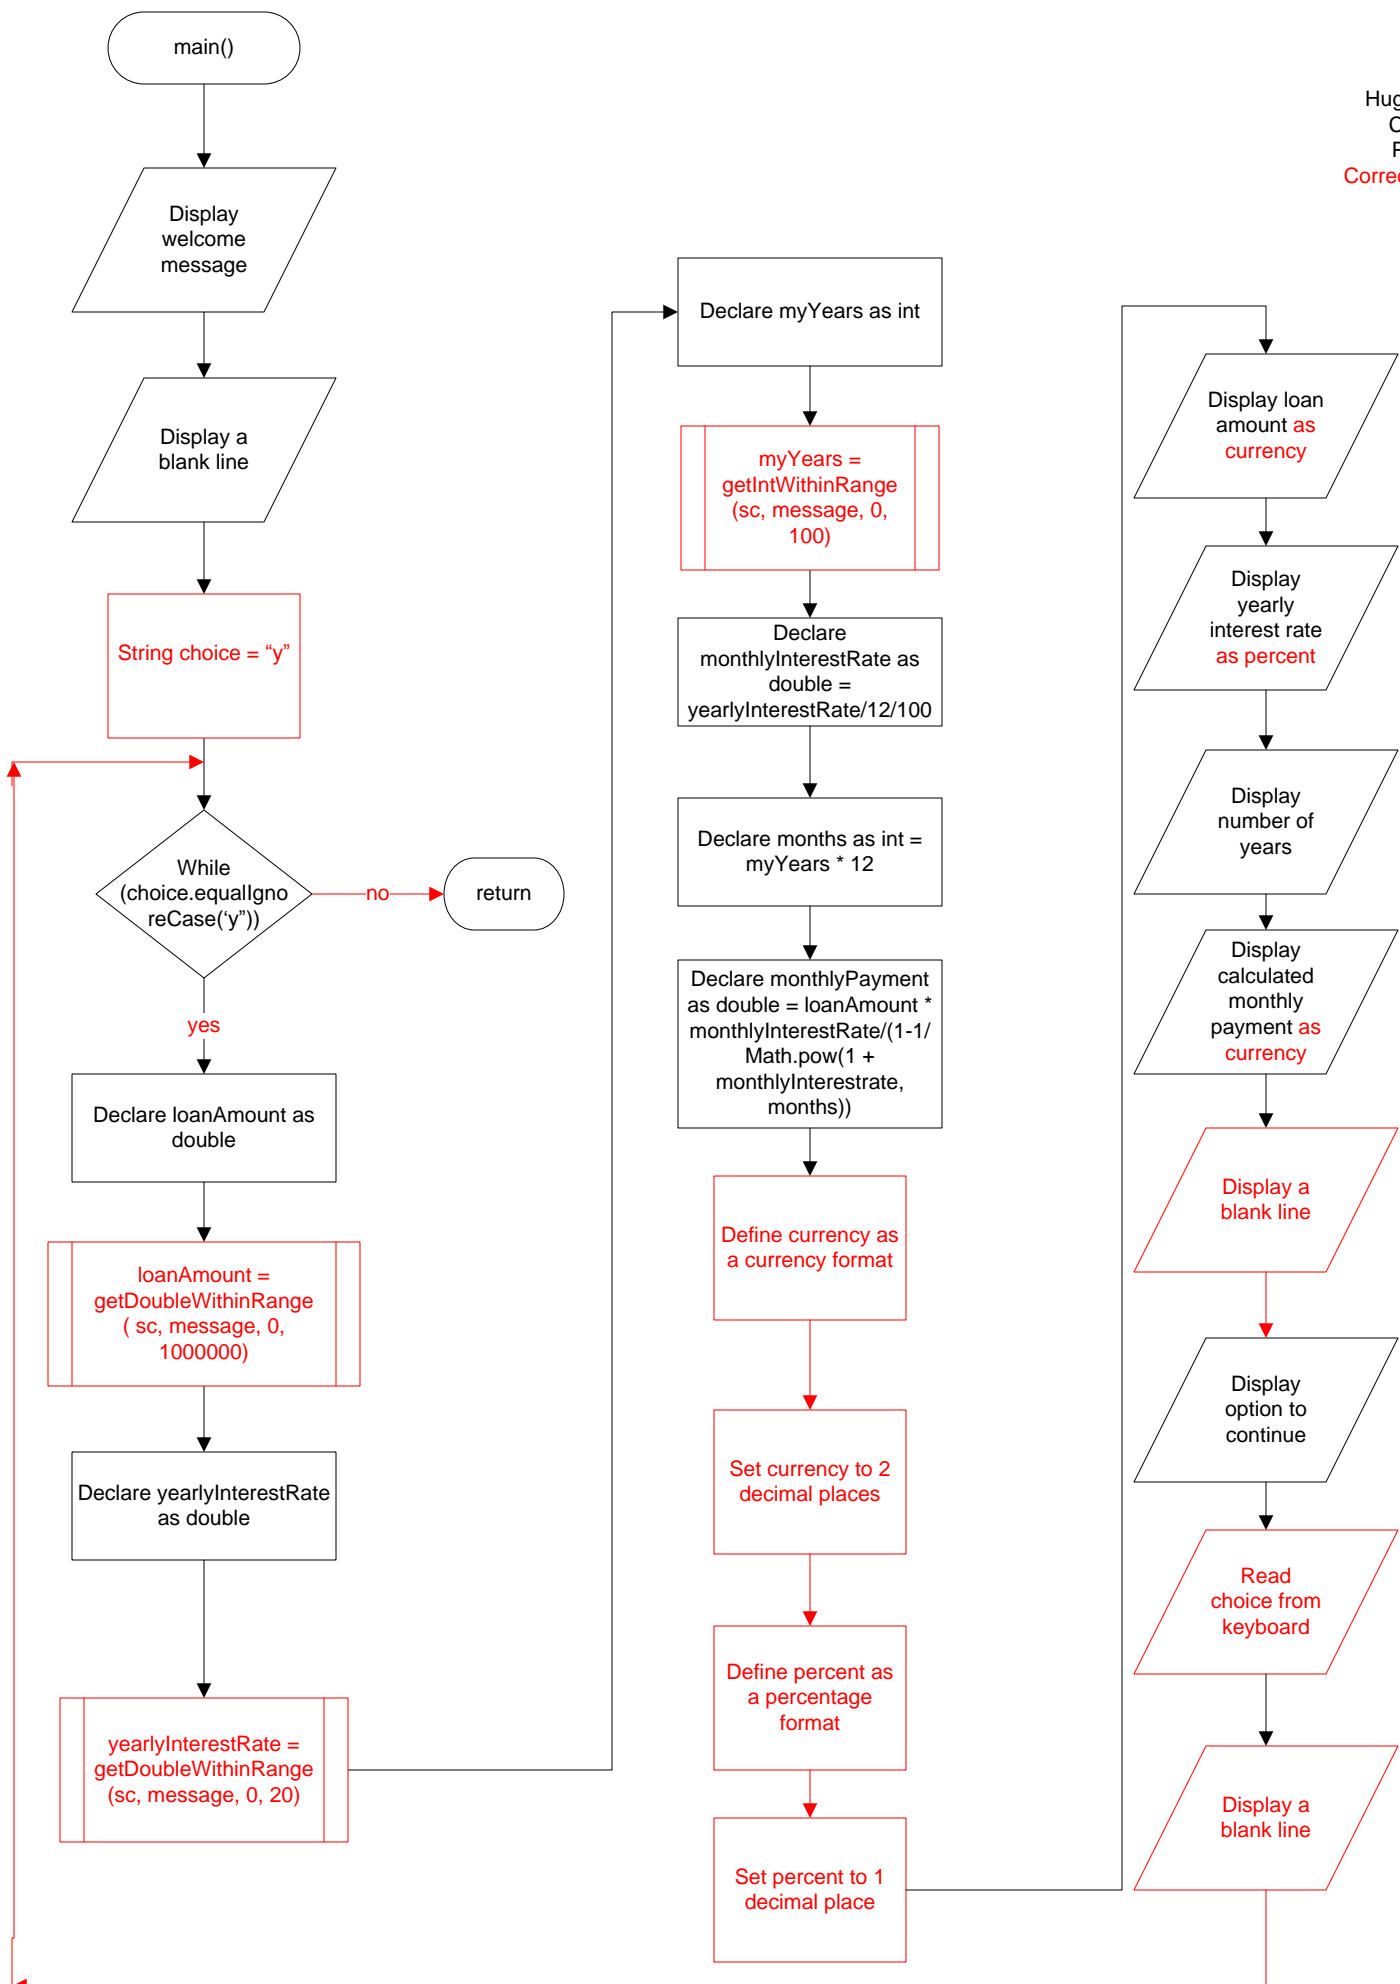 main()
Display
welcome
message
Display a
blank line
String choice = “y”
While
(choice.equalIgno
reCase(‘y”))
no
return
yes
Declare loanAmount as
double
loanAmount =
getDoubleWithinRange
( sc, message, 0,
1000000)
Declare yearlyInterestRate
as double
yearlyInterestRate =
getDoubleWithinRange
(sc, message, 0, 20)
Declare myYears as int
myYears =
getIntWithinRange
(sc, message, 0,
100)
Declare
monthlyInterestRate as
double =
yearlyInterestRate/12/100
Declare months as int =
myYears * 12
Declare monthlyPayment
as double = loanAmount *
monthlyInterestRate/(1-1/
Math.pow(1 +
monthlyInterestrate,
months))
Define currency as
a currency format
Set currency to 2
decimal places
Define percent as
a percentage
format
Set percent to 1
decimal place
Display loan
amount as
currency
Display
yearly
interest rate
as percent
Display
number of
years
Display
calculated
monthly
payment as
currency
Display a
blank line
Display
option to
continue
Read
choice from
keyboard
Display a
blank line